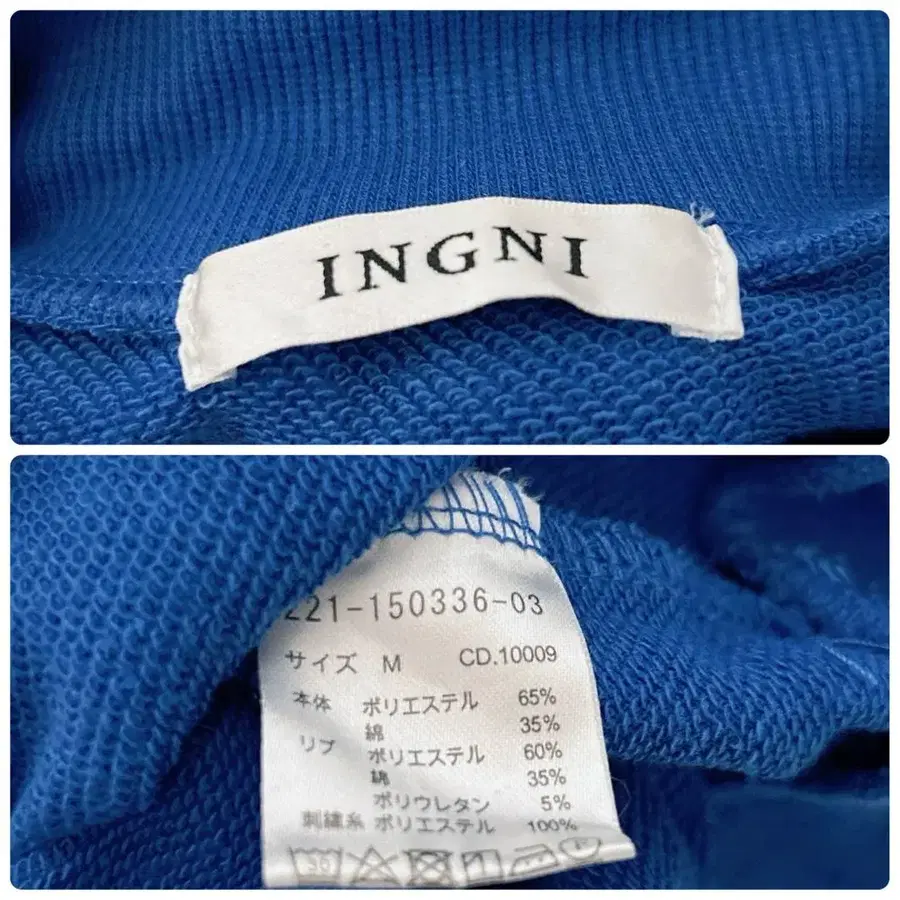 INGNI
221-150336-03
サイズ M CD.10009
本体 ポリエステル 65%
綿 35%
リブ ポリエステル 60%
綿 35%
ポリウレタン 5%
刺繍糸 ポリエステル 100%
30